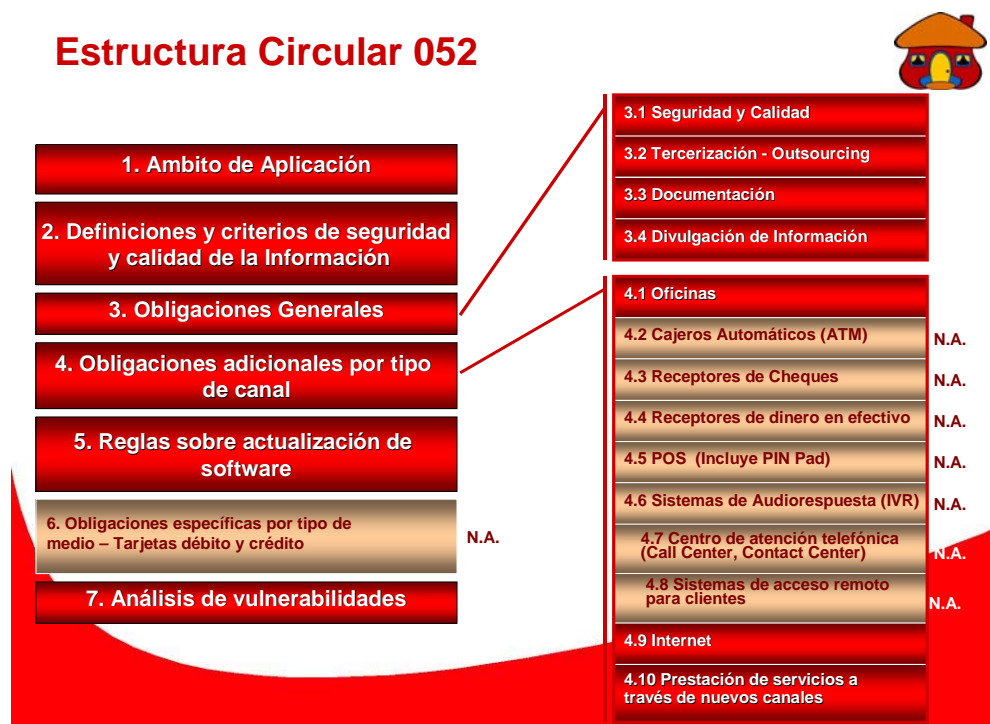 Estructura Circular 052
1. Ambito de Aplicación
2. Definiciones y criterios de seguridad
y calidad de la Información
3. Obligaciones Generales
4. Obligaciones adicionales por tipo
de canal
5. Reglas sobre actualización de
software
6. Obligaciones específicas por tipo de
medio – Tarjetas débito y crédito
N.A.
7. Análisis de vulnerabilidades
3.1 Seguridad y Calidad
3.2 Tercerización - Outsourcing
3.3 Documentación
3.4 Divulgación de Información
4.1 Oficinas
4.2 Cajeros Automáticos (ATM)
N.A.
4.3 Receptores de Cheques
N.A.
4.4 Receptores de dinero en efectivo
N.A.
4.5 POS (Incluye PIN Pad)
N.A.
4.6 Sistemas de Audiorespuesta (IVR)
N.A.
4.7 Centro de atención telefónica
(Call Center, Contact Center)
N.A.
4.8 Sistemas de acceso remoto
para clientes
N.A.
4.9 Internet
4.10 Prestación de servicios a
través de nuevos canales